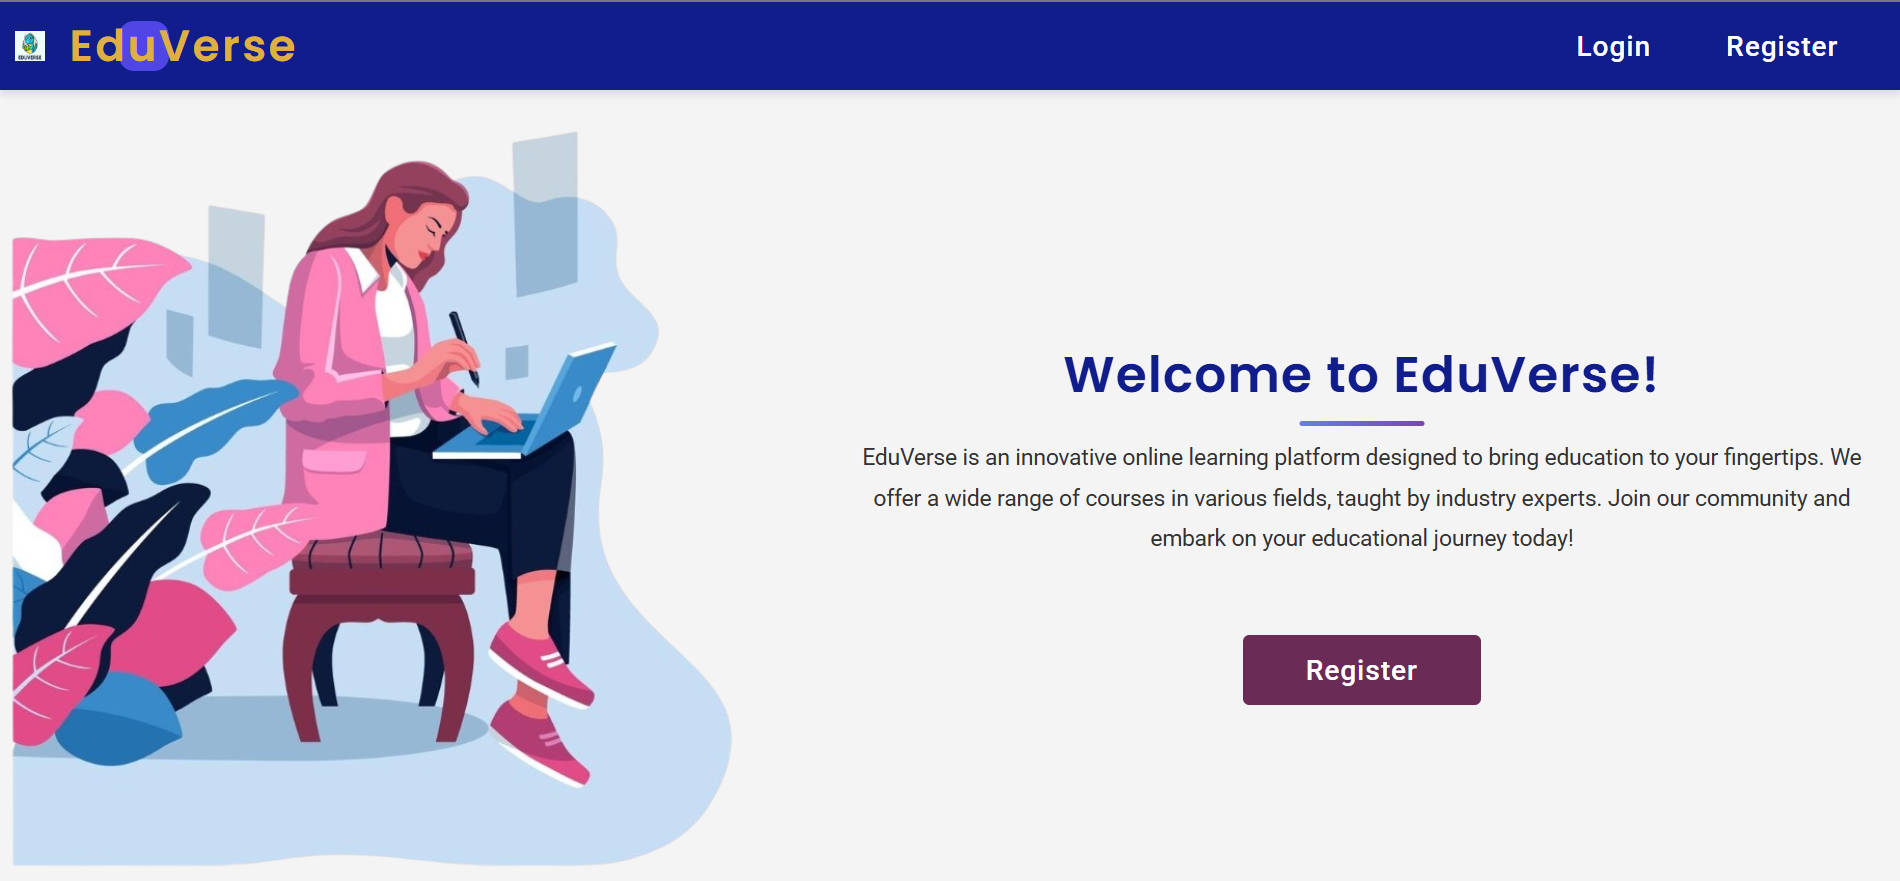 EDUVERSE
EduVerse
Login
Register
Welcome to EduVerse!
EduVerse is an innovative online learning platform designed to bring education to your fingertips. We
offer a wide range of courses in various fields, taught by industry experts. Join our community and
embark on your educational journey today!
Register